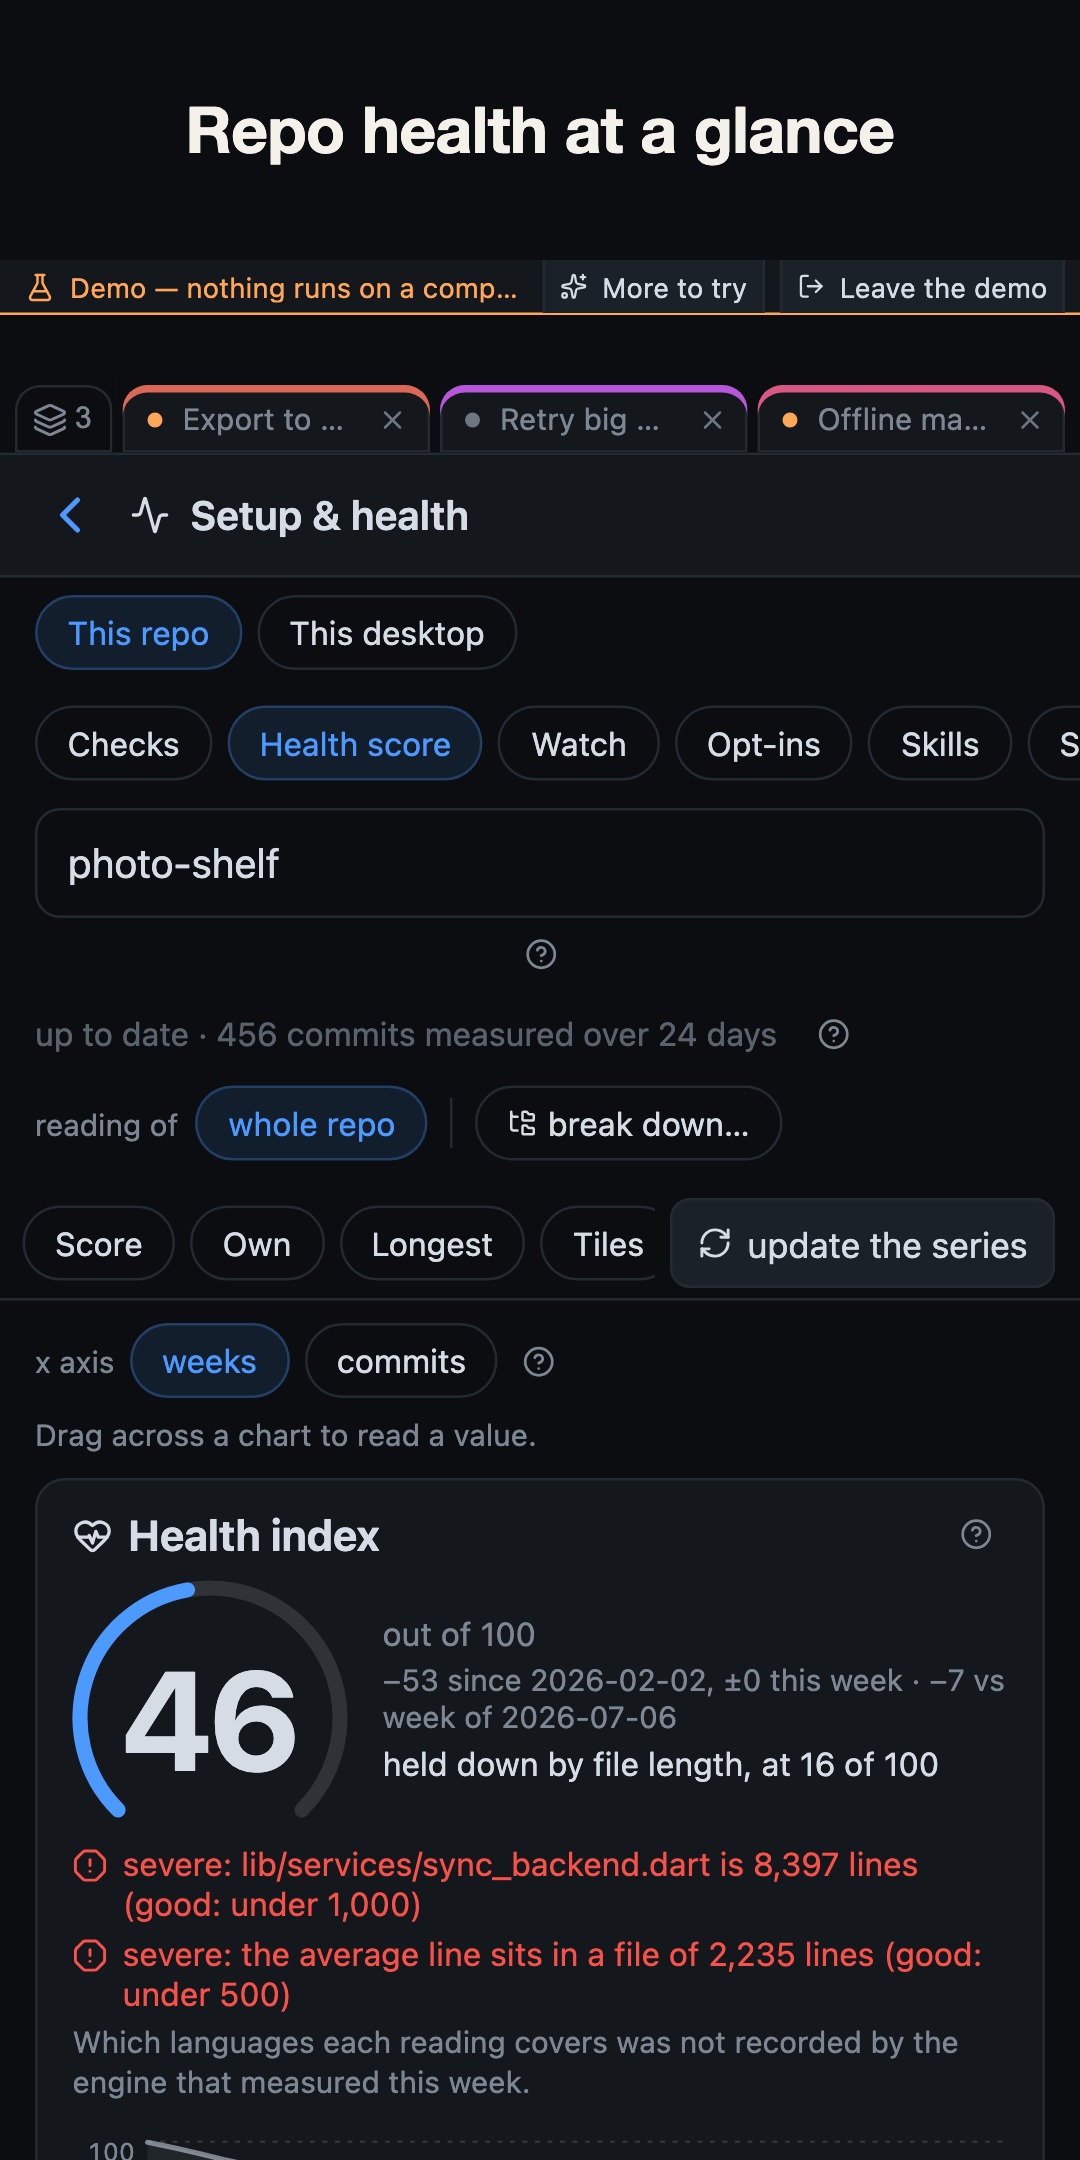 Repo health at a glance
Demo — nothing runs on a comp...
More to try
Leave the demo
3
Export to ...
Retry big ...
Offline ma...
Setup & health
This repo
This desktop
Checks
Health score
Watch
Opt-ins
Skills
S
photo-shelf
up to date · 456 commits measured over 24 days
reading of
whole repo
break down...
Score
Own
Longest
Tiles
update the series
x axis
weeks
commits
Drag across a chart to read a value.
Health index
46
out of 100
−53 since 2026-02-02, ±0 this week · −7 vs
week of 2026-07-06
held down by file length, at 16 of 100
severe: lib/services/sync_backend.dart is 8,397 lines
(good: under 1,000)
severe: the average line sits in a file of 2,235 lines (good:
under 500)
Which languages each reading covers was not recorded by the
engine that measured this week.
100